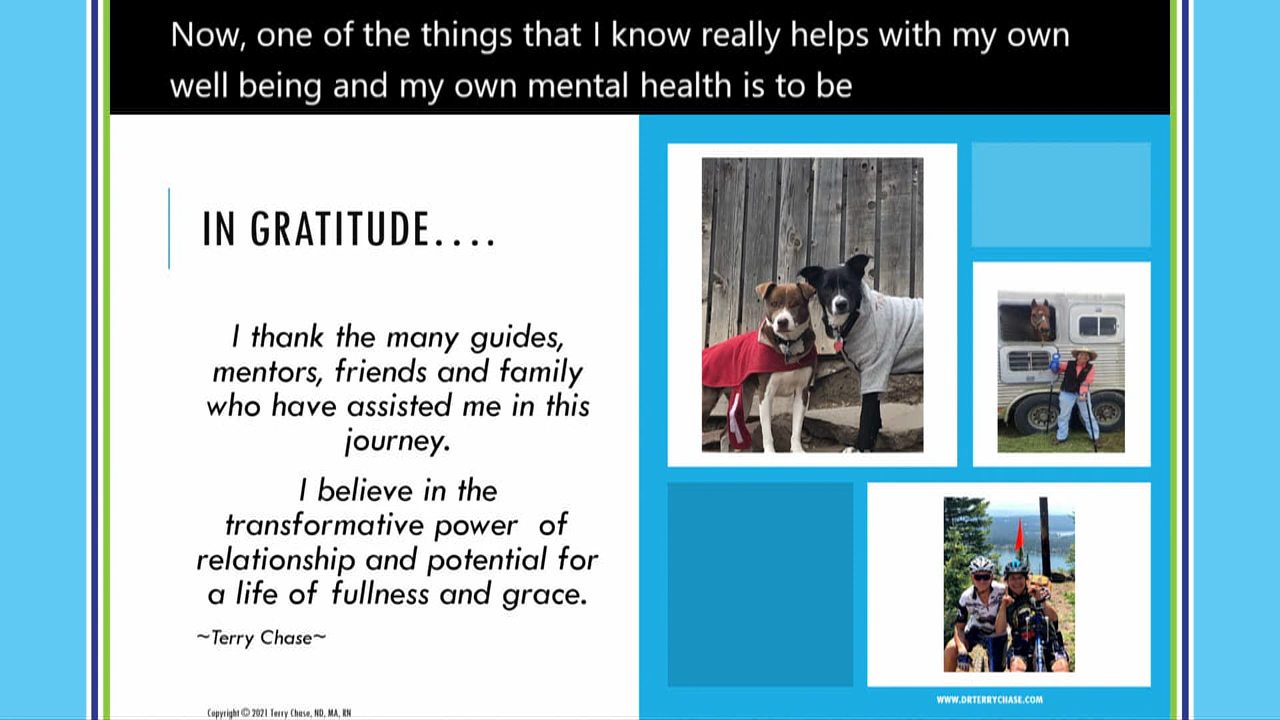 Now, one of the things that I know really helps with my own
well being and my own mental health is to be
IN GRATITUDE....
I thank the many guides,
mentors, friends and family
who have assisted me in this
journey.
I believe in the
transformative power of
relationship and potential for
a life of fullness and grace.
~Terry Chase~
Copyright © 2021 Terry Chase, ND, MA, RN
WWW.DRTERRYCHASE.COM